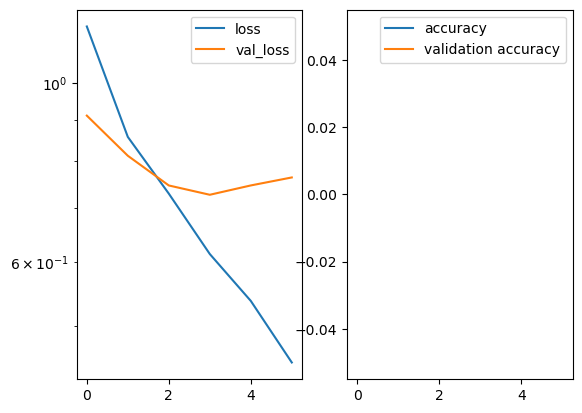 loss
val_loss
10⁰
6 × 10⁻¹
0 2 4
accuracy
validation accuracy
0.04
0.02
0.00
−0.02
−0.04
0 2 4